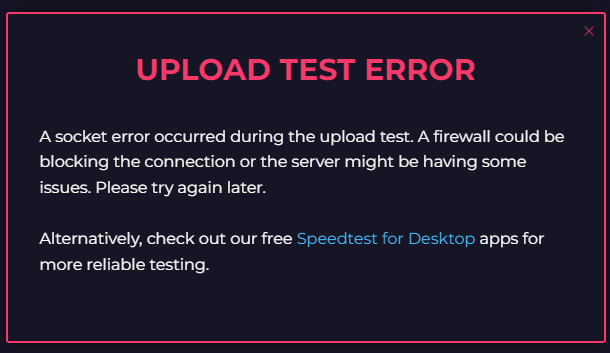 UPLOAD TEST ERROR
A socket error occurred during the upload test. A firewall could be
blocking the connection or the server might be having some
issues. Please try again later.
Alternatively, check out our free Speedtest for Desktop apps for
more reliable testing.